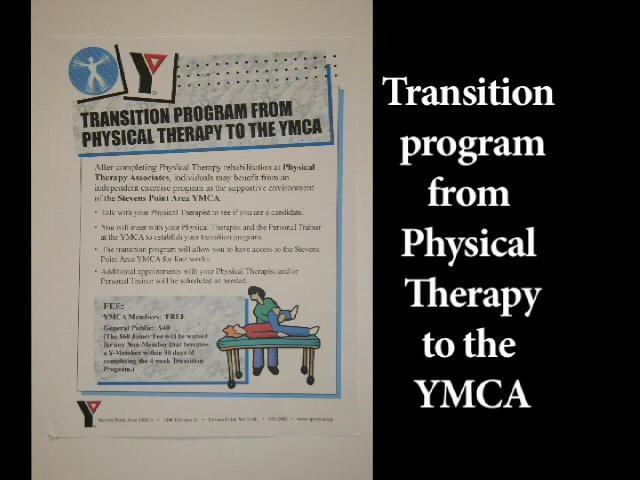 TRANSITION PROGRAM FROM
PHYSICAL THERAPY TO THE YMCA
After completing Physical Therapy rehabilitation at Physical
Therapy Associates, individuals may benefit from an
independent exercise program in the supportive environment
of the Stevens Point Area YMCA.
• Talk with your Physical Therapist to see if you are a candidate.
• You will meet with your Physical Therapist and the Personal Trainer
at the YMCA to establish your transition program.
• The transition program will allow you to have access to the Stevens
Point Area YMCA for four weeks.
• Additional appointments with your Physical Therapist and/or
Personal Trainer will be scheduled as needed.
FEE:
YMCA Members: FREE
General Public: $40
(The $60 Joiner Fee will be waived
for any Non-Member that becomes
a Y-Member within 30 days of
completing the 4 week Transition
Program.)
Stevens Point Area YMCA •
Transition
program
from
Physical
Therapy
to the
YMCA